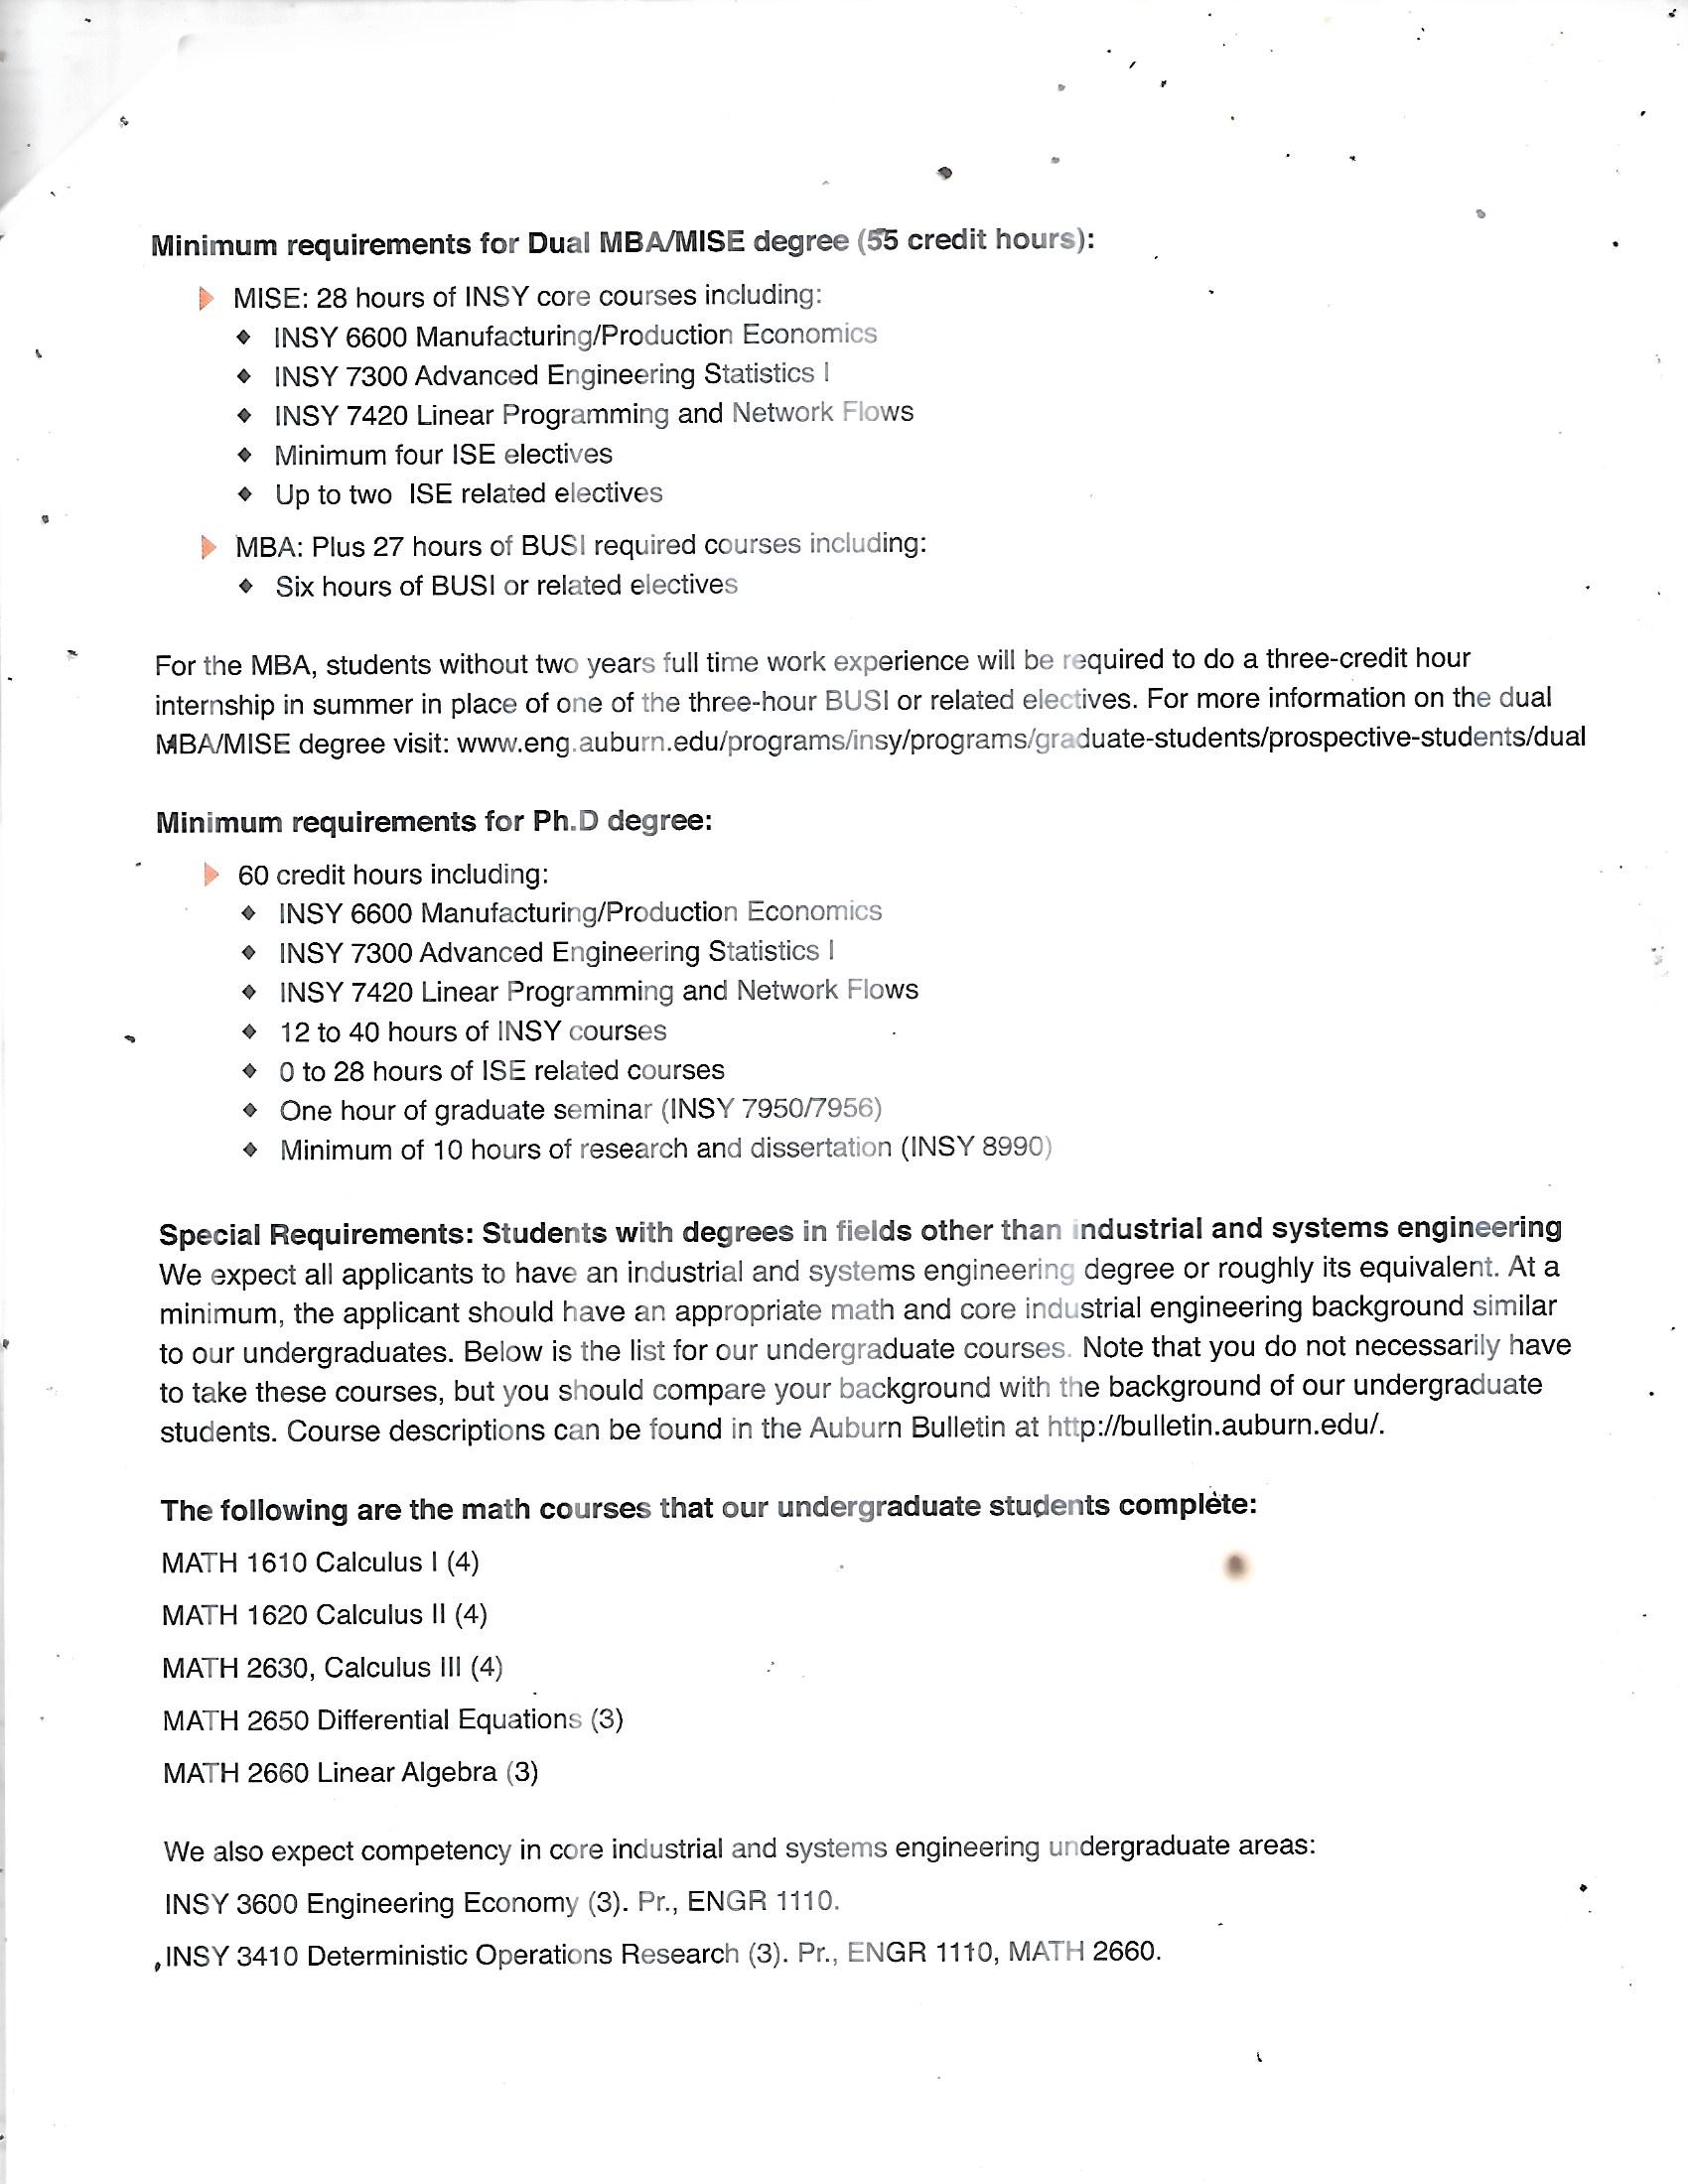 Minimum requirements for Dual MBA/MISE degree (55 credit hours):
MISE: 28 hours of INSY core courses including:
INSY 6600 Manufacturing/Production Economics
INSY 7300 Advanced Engineering Statistics I
INSY 7420 Linear Programming and Network Flows
Minimum four ISE electives
Up to two ISE related electives
MBA: Plus 27 hours of BUSI required courses including:
Six hours of BUSI or related electives
For the MBA, students without two years full time work experience will be required to do a three-credit hour
internship in summer in place of one of the three-hour BUSI or related electives. For more information on the dual
MBA/MISE degree visit: www.eng.auburn.edu/programs/insy/programs/graduate-students/prospective-students/dual
Minimum requirements for Ph.D degree:
60 credit hours including:
INSY 6600 Manufacturing/Production Economics
INSY 7300 Advanced Engineering Statistics I
INSY 7420 Linear Programming and Network Flows
12 to 40 hours of INSY courses
0 to 28 hours of ISE related courses
One hour of graduate seminar (INSY 7950/7956)
Minimum of 10 hours of research and dissertation (INSY 8990)
Special Requirements: Students with degrees in fields other than industrial and systems engineering
We expect all applicants to have an industrial and systems engineering degree or roughly its equivalent. At a
minimum, the applicant should have an appropriate math and core industrial engineering background similar
to our undergraduates. Below is the list for our undergraduate courses. Note that you do not necessarily have
to take these courses, but you should compare your background with the background of our undergraduate
students. Course descriptions can be found in the Auburn Bulletin at http://bulletin.auburn.edu/.
The following are the math courses that our undergraduate students complete:
MATH 1610 Calculus I (4)
MATH 1620 Calculus II (4)
MATH 2630, Calculus III (4)
MATH 2650 Differential Equations (3)
MATH 2660 Linear Algebra (3)
We also expect competency in core industrial and systems engineering undergraduate areas:
INSY 3600 Engineering Economy (3). Pr., ENGR 1110.
INSY 3410 Deterministic Operations Research (3). Pr., ENGR 1110, MATH 2660.